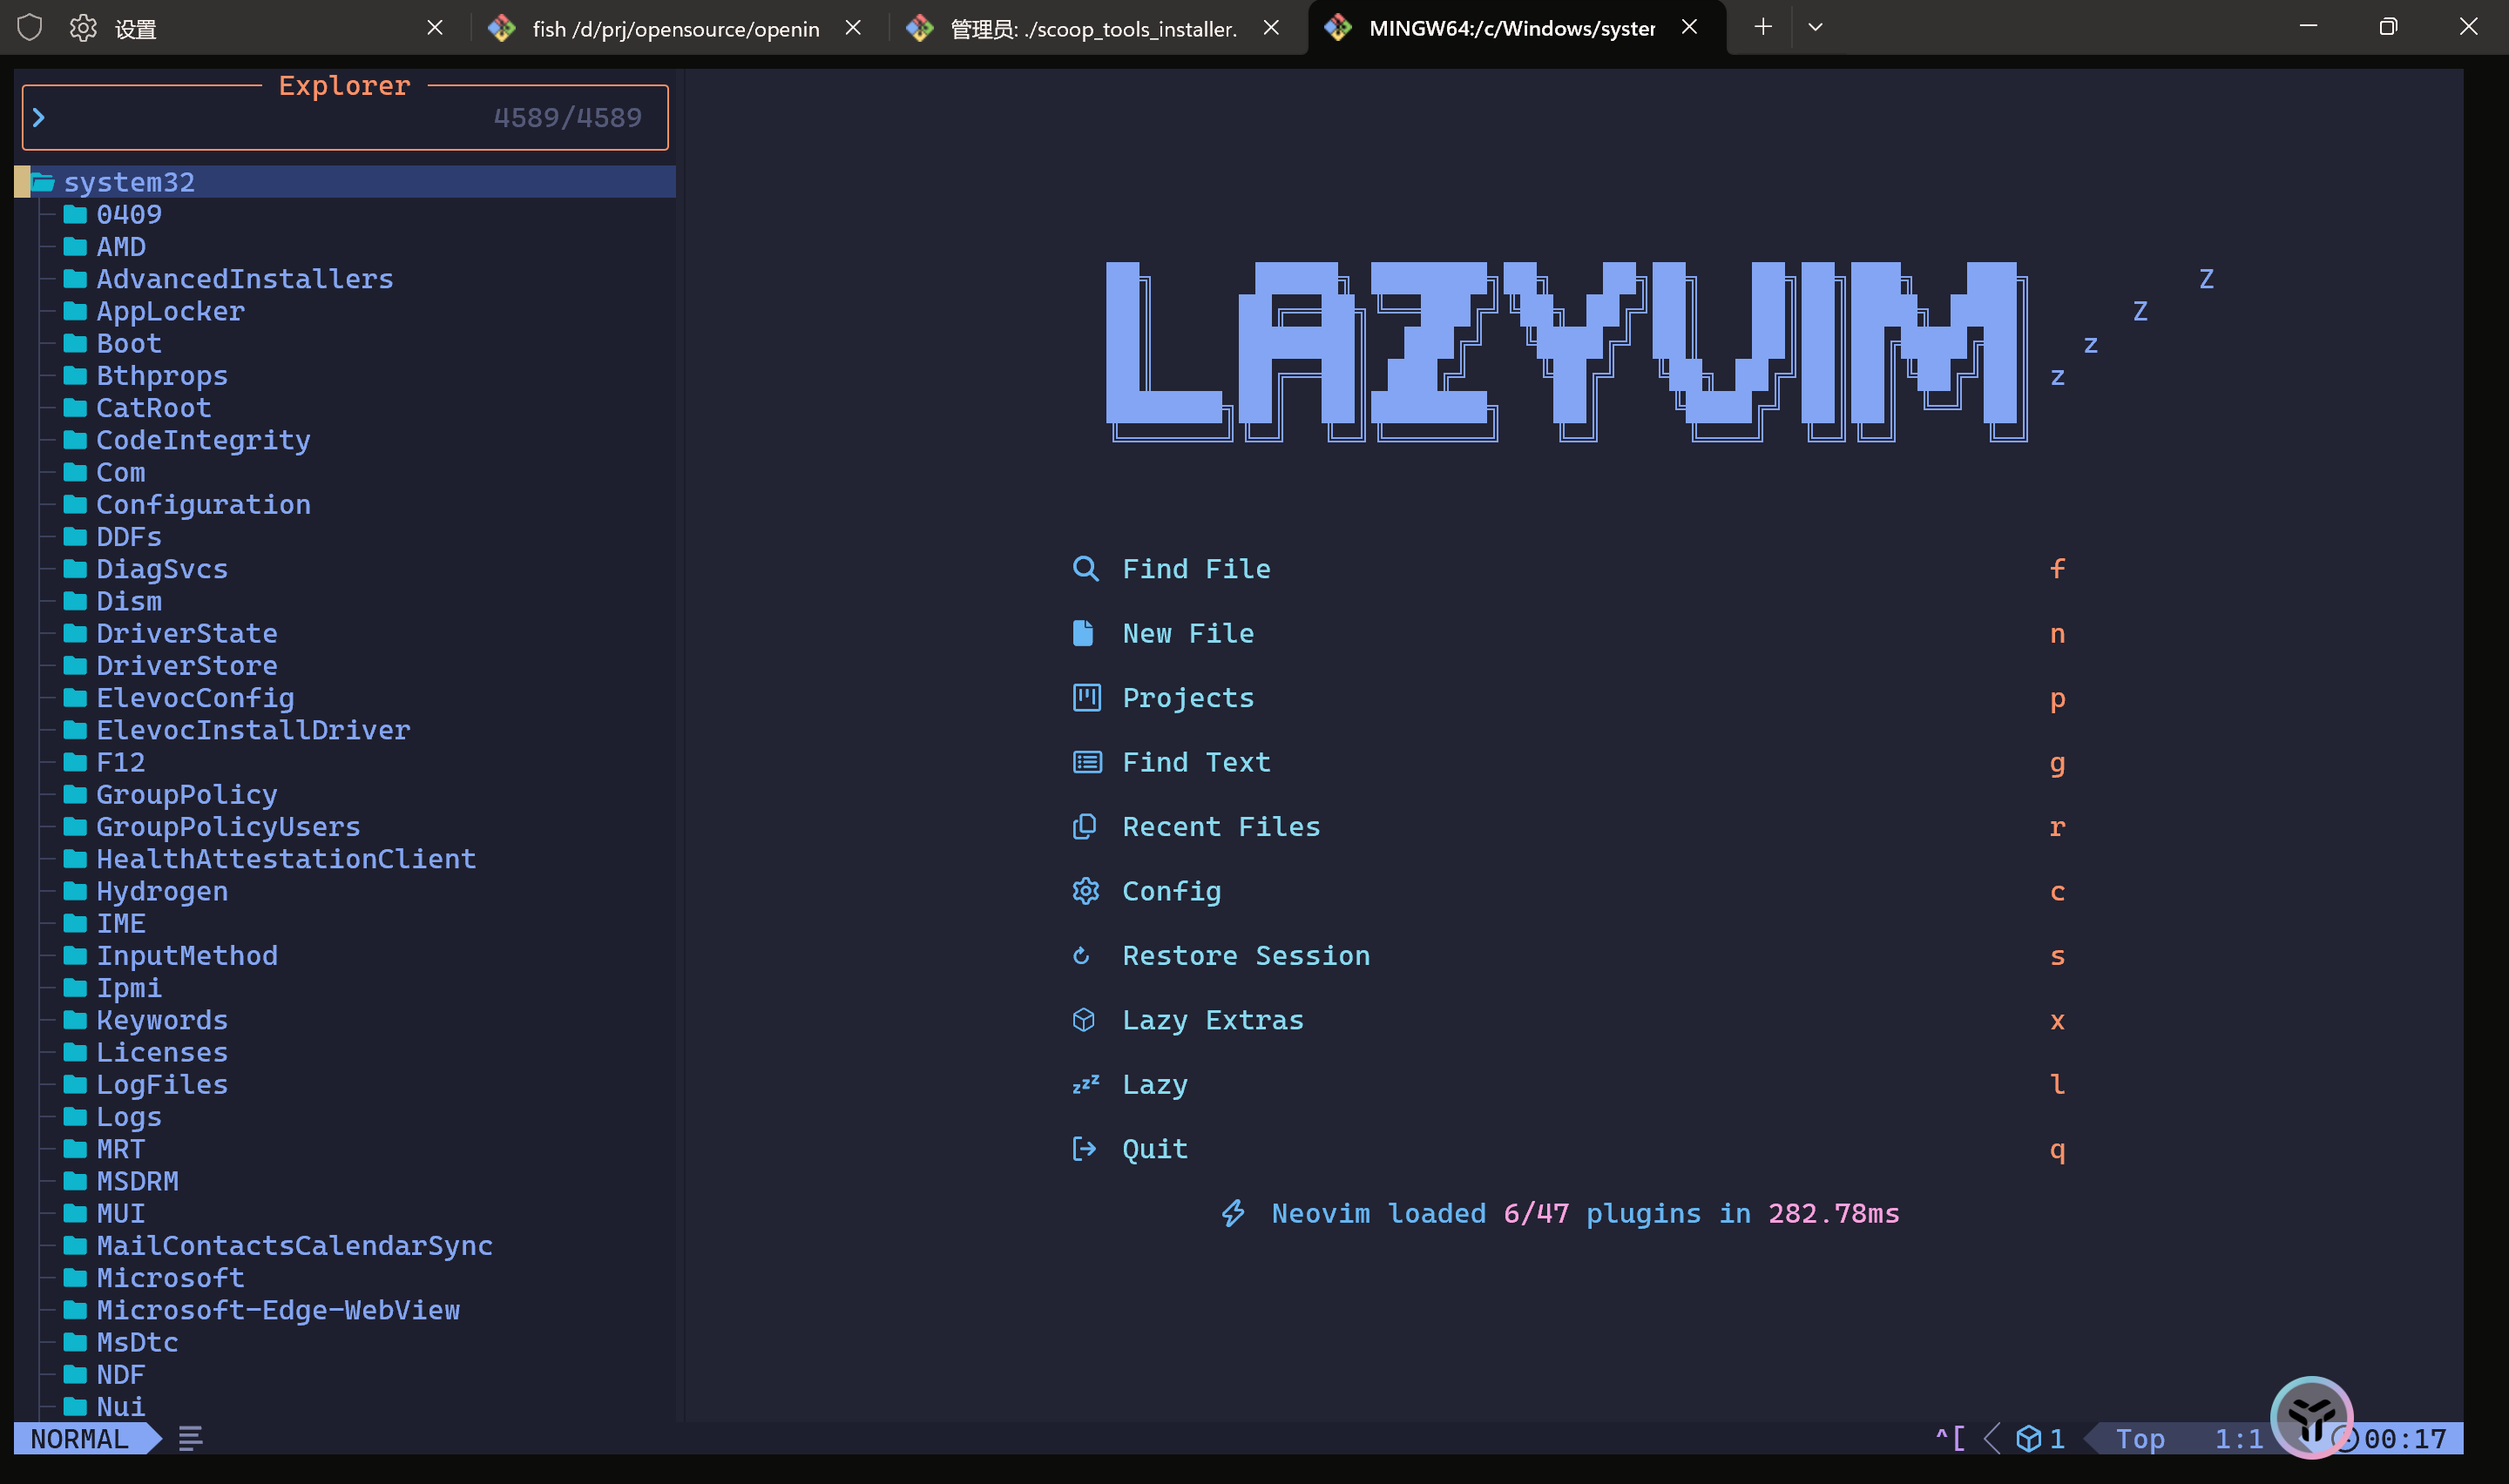 设置
fish /d/prj/opensource/openin
管理员: ./scoop_tools_installer.
MINGW64:/c/Windows/syster
Explorer
4589/4589
system32
0409
AMD
AdvancedInstallers
AppLocker
Boot
Bthprops
CatRoot
CodeIntegrity
Com
Configuration
DDFs
DiagSvcs
Dism
DriverState
DriverStore
ElevocConfig
ElevocInstallDriver
F12
GroupPolicy
GroupPolicyUsers
HealthAttestationClient
Hydrogen
IME
InputMethod
Ipmi
Keywords
Licenses
LogFiles
Logs
MRT
MSDRM
MUI
MailContactsCalendarSync
Microsoft
Microsoft-Edge-WebView
MsDtc
NDF
Nui
LAZYVIM
Z
Z
z
z
Find File f
New File n
Projects p
Find Text g
Recent Files r
Config c
Restore Session s
Lazy Extras x
Lazy l
Quit q
Neovim loaded 6/47 plugins in 282.78ms
NORMAL
^[ 1 Top 1:1 00:17